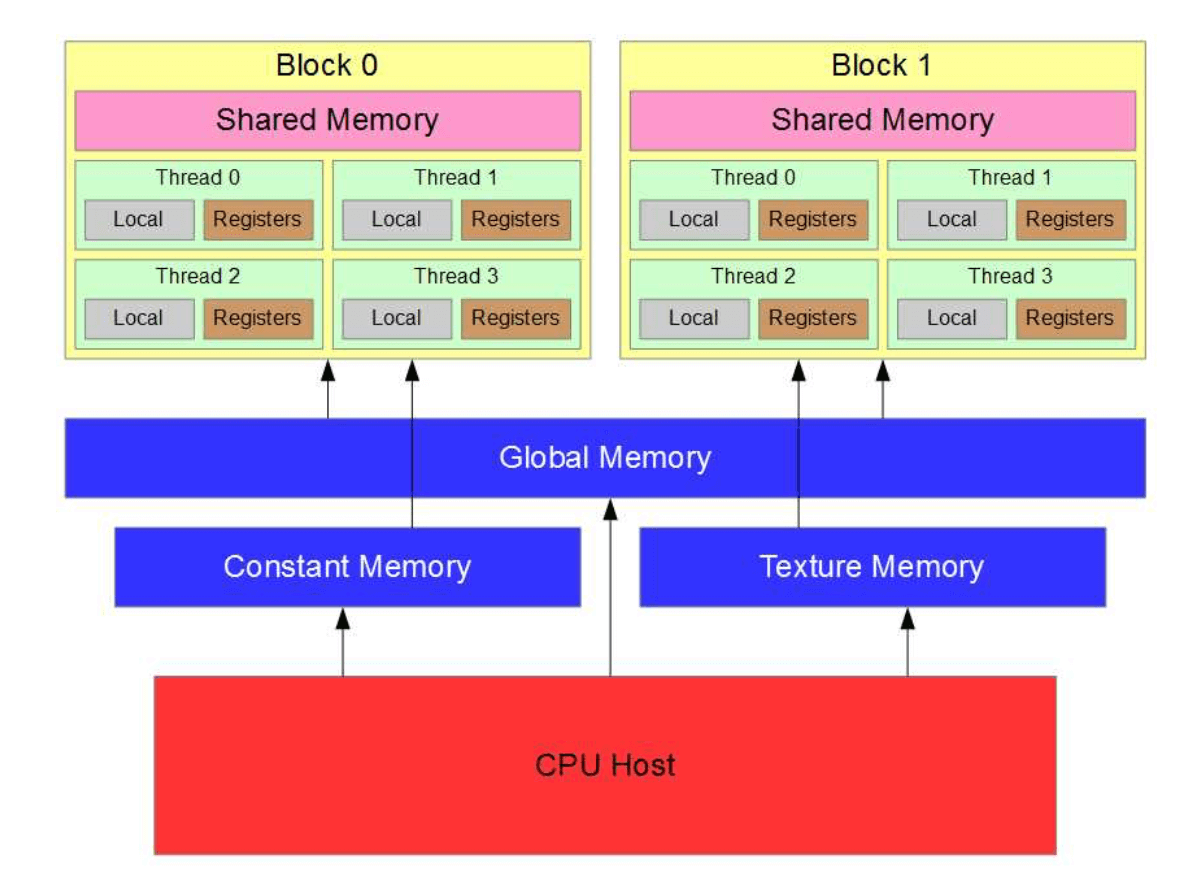 Block 0
Shared Memory
Thread 0
Local
Registers
Thread 1
Local
Registers
Thread 2
Local
Registers
Thread 3
Local
Registers
Block 1
Shared Memory
Thread 0
Local
Registers
Thread 1
Local
Registers
Thread 2
Local
Registers
Thread 3
Local
Registers
Global Memory
Constant Memory
Texture Memory
CPU Host